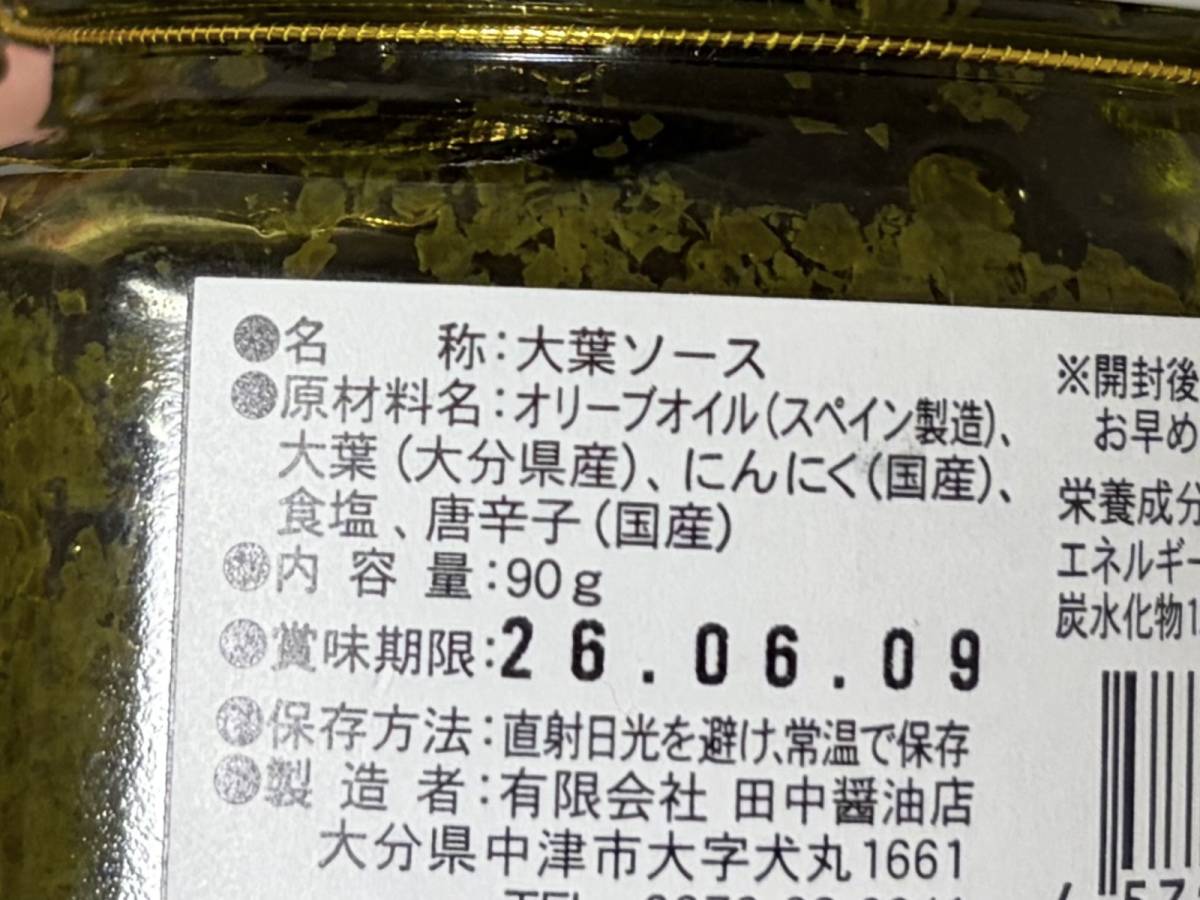 ●名　　称：大葉ソース
●原材料名：オリーブオイル（スペイン製造）、
大葉（大分県産）、にんにく（国産）、
食塩、唐辛子（国産）
●内 容 量：90g
●賞味期限：26.06.09
●保存方法：直射日光を避け、常温で保存
●製 造 者：有限会社 田中醤油店
大分県中津市大字犬丸1661
※開封後
お早め
栄養成分
エネルギー
炭水化物1